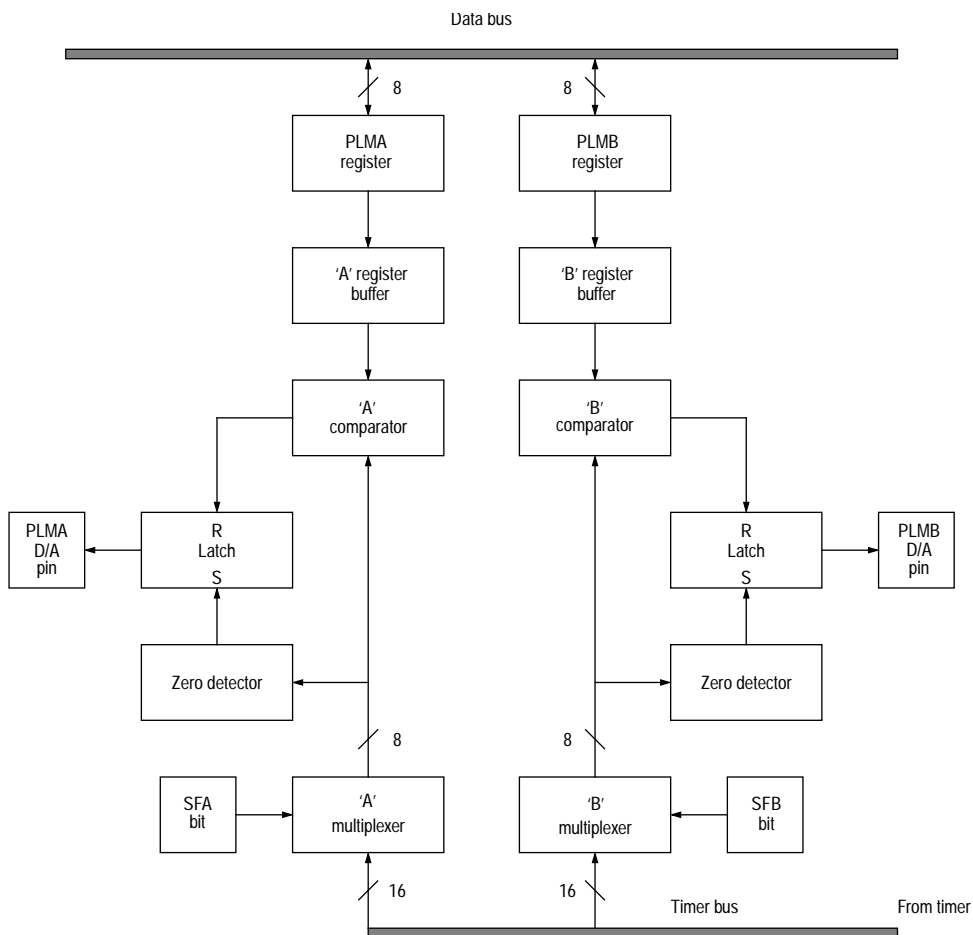 Data bus
8
8
PLMA
register
PLMB
register
‘A’ register
buffer
‘B’ register
buffer
‘A’
comparator
‘B’
comparator
PLMA
D/A
pin
R
Latch
S
R
Latch
S
PLMB
D/A
pin
Zero detector
Zero detector
8
8
SFA
bit
‘A’
multiplexer
‘B’
multiplexer
SFB
bit
16
16
Timer bus
From timer